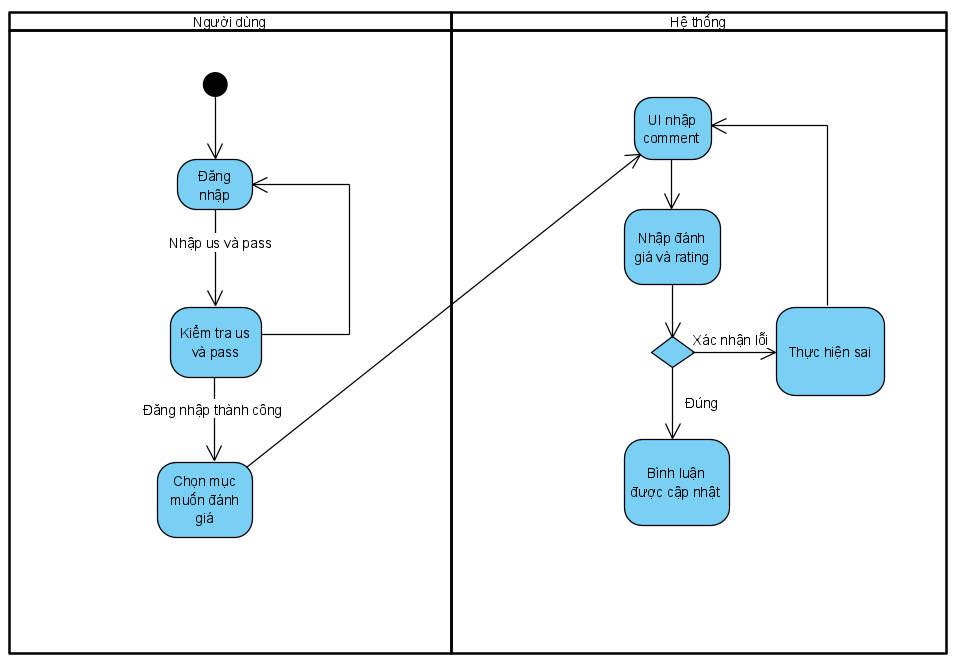 Người dùng
Hệ thống
Đăng
nhập
Nhập us và pass
Kiểm tra us
và pass
Đăng nhập thành công
Chọn mục
muốn đánh
giá
UI nhập
comment
Nhập đánh
giá và rating
Xác nhận lỗi
Thực hiện sai
Đúng
Bình luận
được cập nhật